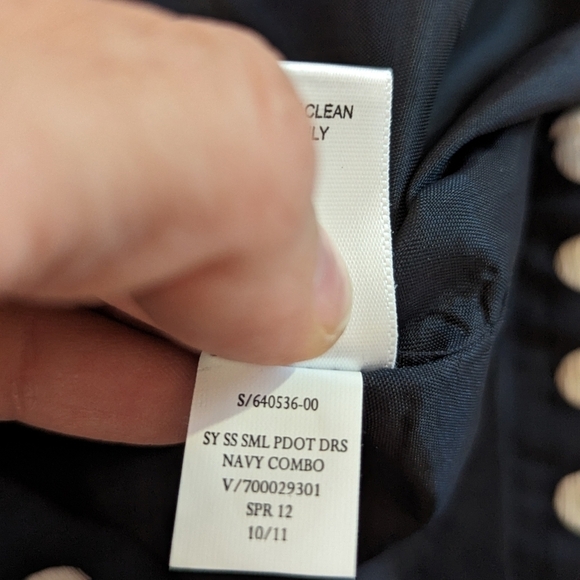 CLEAN
LY
S/640536-00
SY SS SML PDOT DRS
NAVY COMBO
V/700029301
SPR 12
10/11